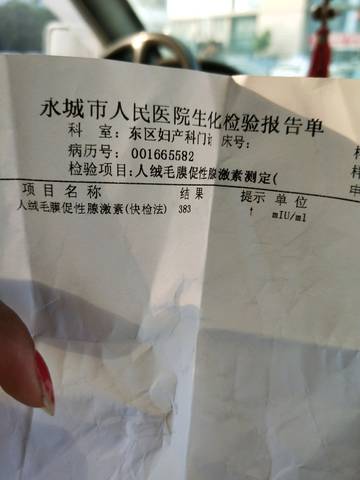 永城市人民医院生化检验报告单
科 室: 东区妇产科门诊 床号:
病历号: 001665582
检验项目: 人绒毛膜促性腺激素测定(
项目名称 结果 提示 单位
人绒毛膜促性腺激素(快检法) 383 ↑ mIU/ml